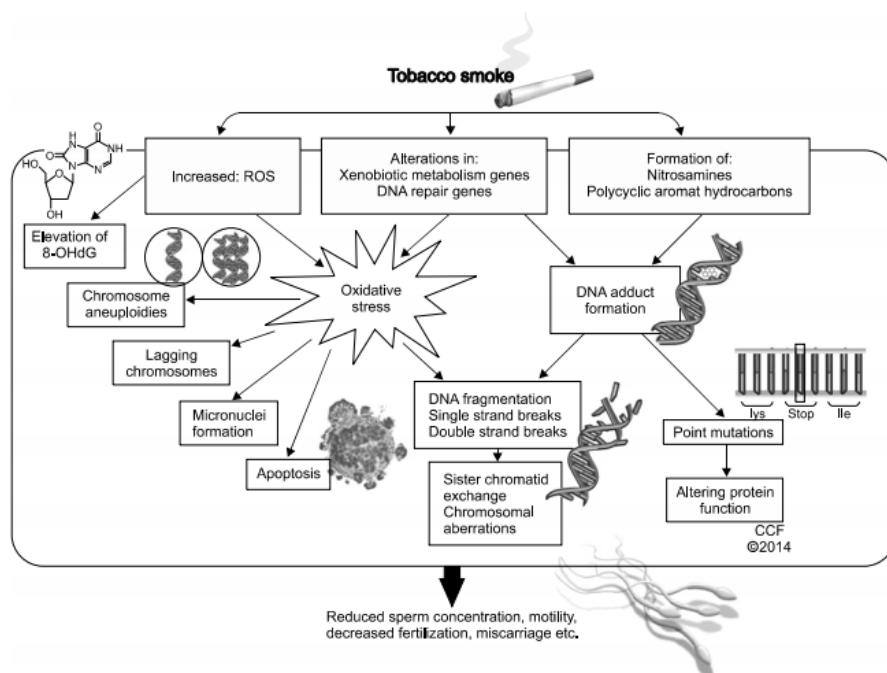 Tobacco smoke
Increased: ROS
Alterations in:
Xenobiotic metabolism genes
DNA repair genes
Formation of:
Nitrosamines
Polycyclic aromat hydrocarbons
O
H
N
NH
O
N
N
HO
O
OH
Elevation of
8-OHdG
Chromosome
aneuploidies
Oxidative
stress
DNA adduct
formation
Lagging
chromosomes
Micronuclei
formation
Apoptosis
DNA fragmentation
Single strand breaks
Double strand breaks
lys Stop Ile
Point mutations
Sister chromatid
exchange
Chromosomal
aberrations
Altering protein
function
CCF
©2014
Reduced sperm concentration, motility,
decreased fertilization, miscarriage etc.